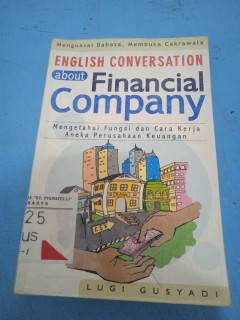 Menguasai Bahasa, Membuka Cakrawala
ENGLISH CONVERSATION
about Financial
Company
Mengetahui Fungsi dan Cara Kerja
Aneka Perusahaan Keuangan
25
US
LUGI GUSYADI